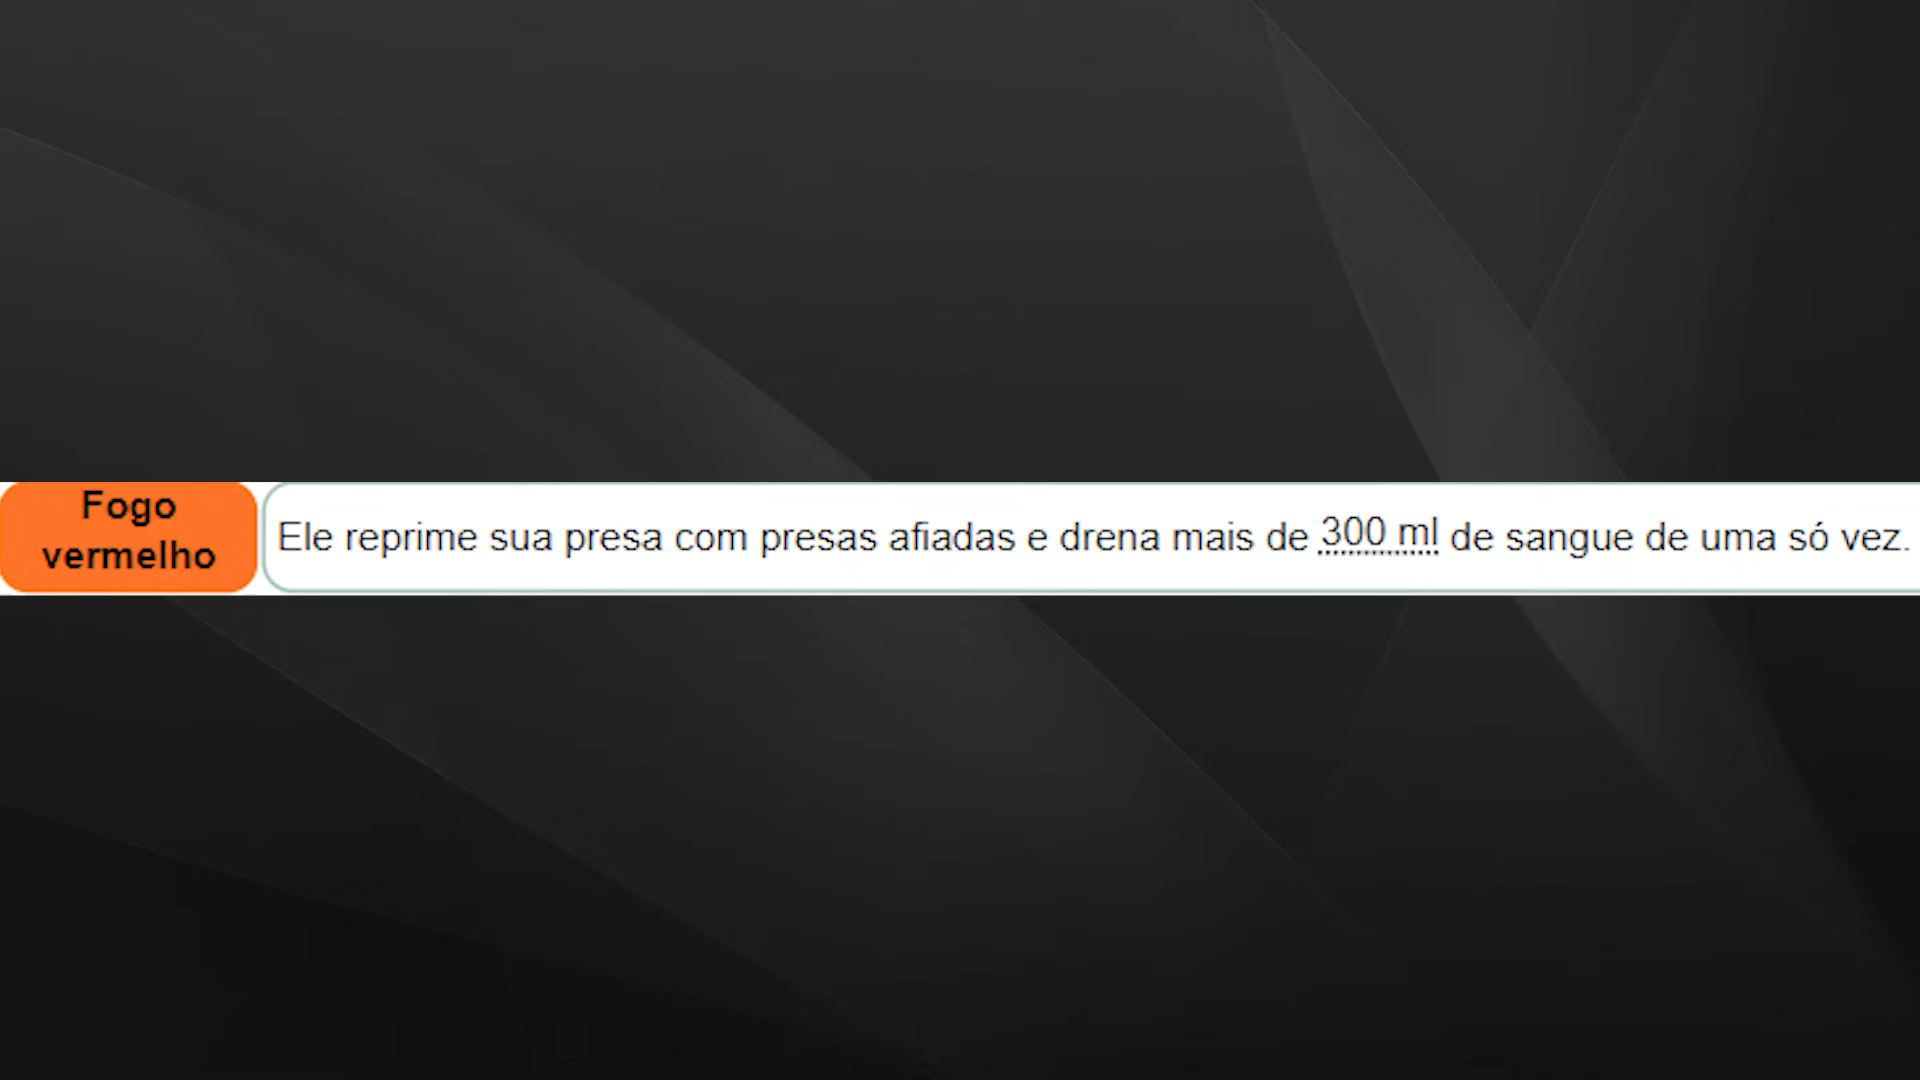 Fogo
vermelho
Ele reprime sua presa com presas afiadas e drena mais de 300 ml de sangue de uma só vez.